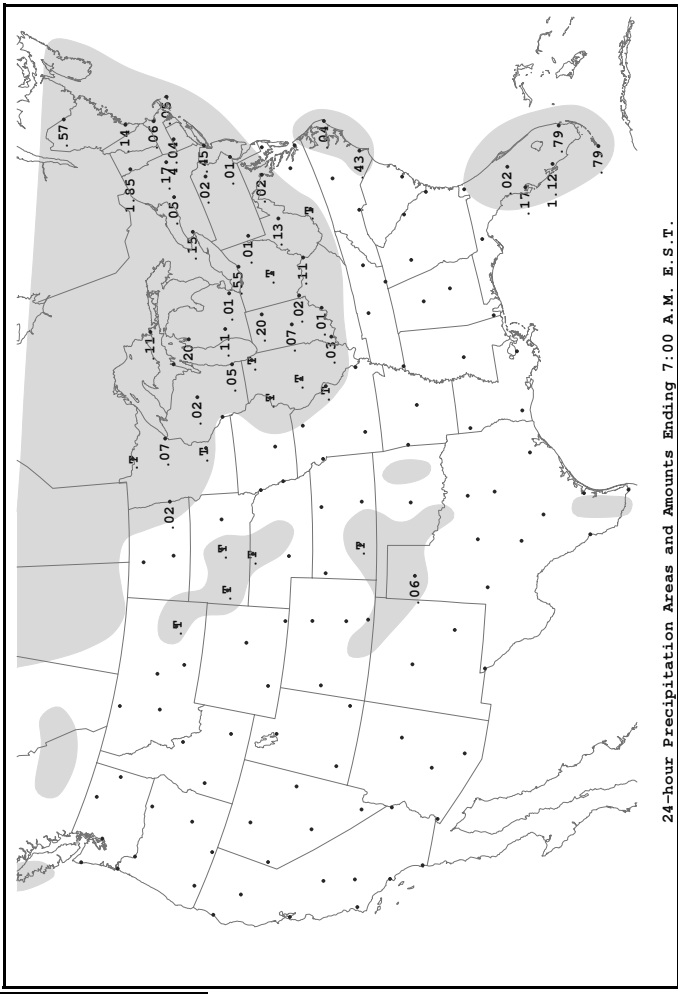 .57
.14
1.85
T
.11
.06
.07
.17
.05
.02
.05
.04
T
.20
.15
.02
T
.02
.45
T
T
.11
.01
.01
.05
.55
T
T
.01
.20
.02
T
T
.13
.07
.02
T
.11
T
.01
T
.94
.03
T
.43
.06
.02
.17
1.12
.79
.79
24-hour Precipitation Areas and Amounts Ending 7:00 A.M. E.S.T.